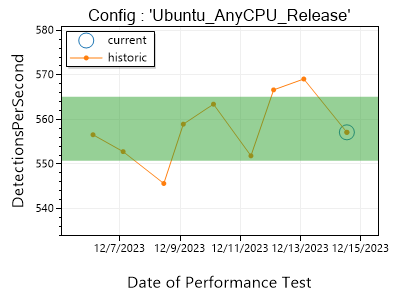 Config : 'Ubuntu_AnyCPU_Release'
current
historic
DetectionsPerSecond
580
570
560
550
540
12/7/2023
12/9/2023
12/11/2023
12/13/2023
12/15/2023
Date of Performance Test